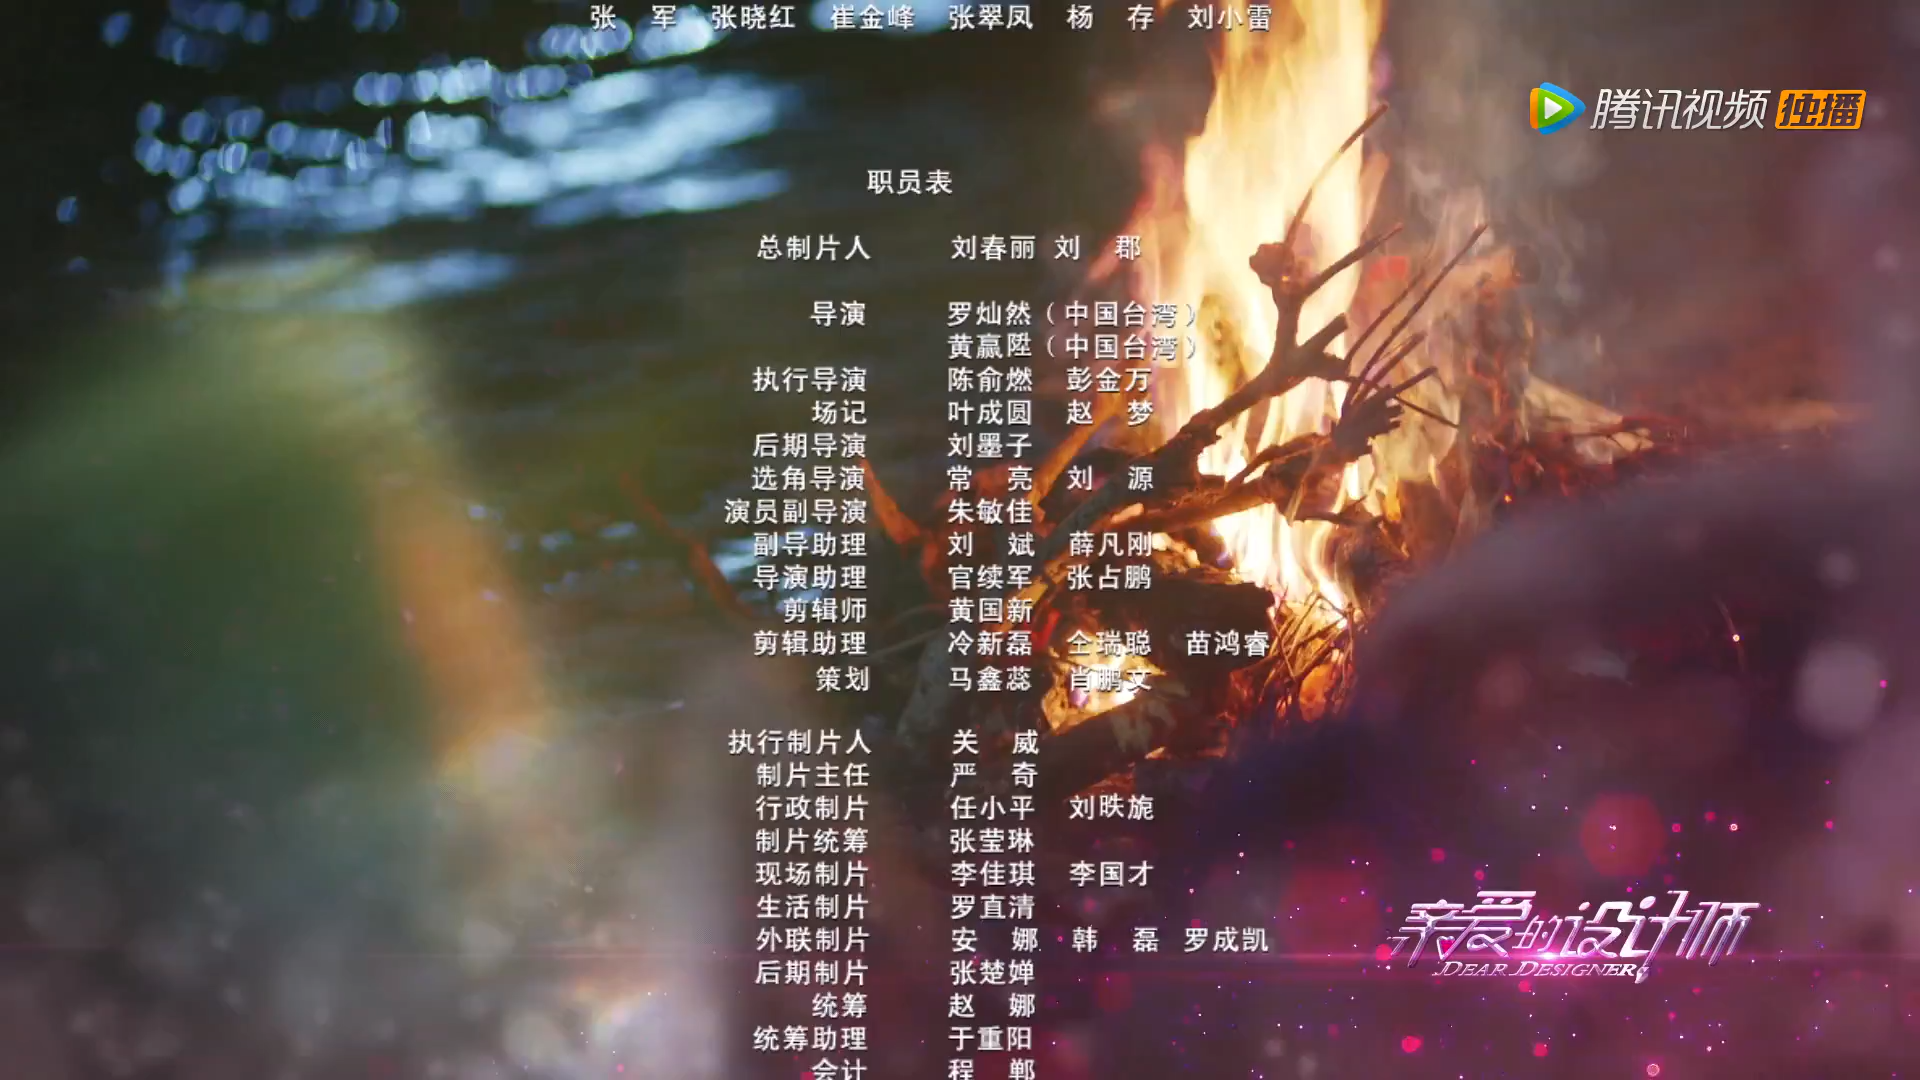 张　军　张晓红　崔金峰　张翠凤　杨　存　刘小雷
腾讯视频 独播
职员表
总制片人　刘春丽 刘　郡
导演　罗灿然（中国台湾）
黄赢陞（中国台湾）
执行导演　陈俞燃　彭金万
场记　叶成圆　赵　梦
后期导演　刘墨子
选角导演　常　亮　刘　源
演员副导演　朱敏佳
副导助理　刘　斌　薛凡刚
导演助理　官续军　张占鹏
剪辑师　黄国新
剪辑助理　冷新磊　仝瑞聪　苗鸿睿
策划　马鑫蕊　肖鹏文
执行制片人　关　威
制片主任　严　奇
行政制片　任小平　刘昳旎
制片统筹　张莹琳
现场制片　李佳琪　李国才
生活制片　罗直清
外联制片　安　娜　韩　磊　罗成凯
后期制片　张楚婵
统筹　赵　娜
统筹助理　于重阳
会计　程　郸
亲爱的设计师
DEAR DESIGNER